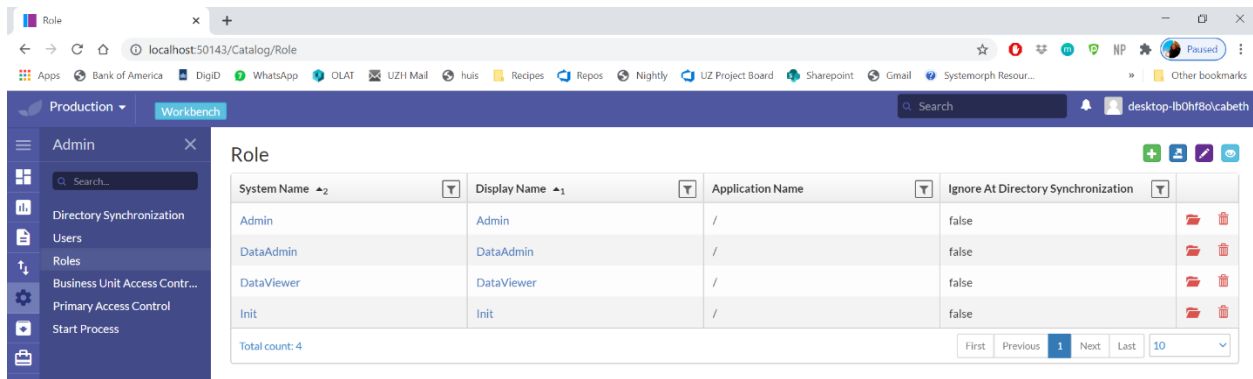 Role
localhost:50143/Catalog/Role
NP
Paused
Apps Bank of America DigiD WhatsApp OLAT UZH Mail huis Recipes Repos Nightly UZ Project Board Sharepoint Gmail Systemorph Resour... » Other bookmarks
Production Workbench Search desktop-lb0hf8o\cabeth
Admin
Search...
Directory Synchronization
Users
Roles
Business Unit Access Contr...
Primary Access Control
Start Process
Role
System Name 2 Display Name 1 Application Name Ignore At Directory Synchronization
Admin Admin / false
DataAdmin DataAdmin / false
DataViewer DataViewer / false
Init Init / false
Total count: 4 First Previous 1 Next Last 10